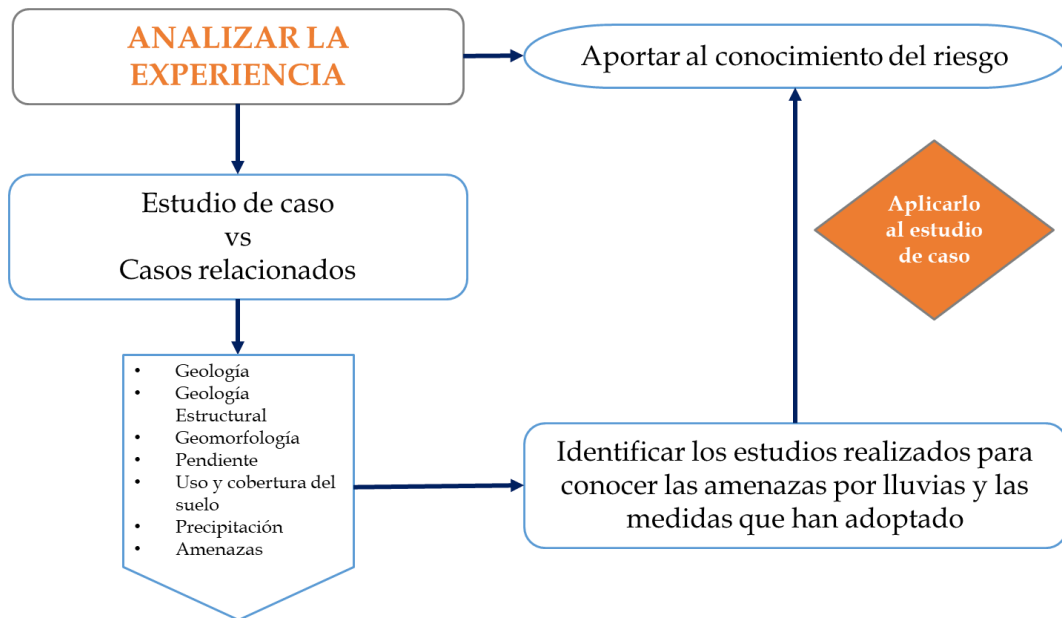 ANALIZAR LA
EXPERIENCIA
Aportar al conocimiento del riesgo
Estudio de caso
vs
Casos relacionados
Aplicarlo
al estudio
de caso
• Geología
• Geología
Estructural
• Geomorfología
• Pendiente
• Uso y cobertura del
suelo
• Precipitación
• Amenazas
Identificar los estudios realizados para
conocer las amenazas por lluvias y las
medidas que han adoptado